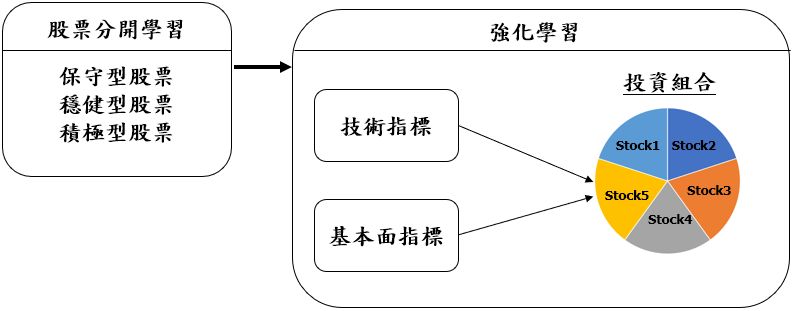 股票分開學習
保守型股票
穩健型股票
積極型股票
強化學習
技術指標
基本面指標
投資組合
Stock1
Stock2
Stock3
Stock4
Stock5